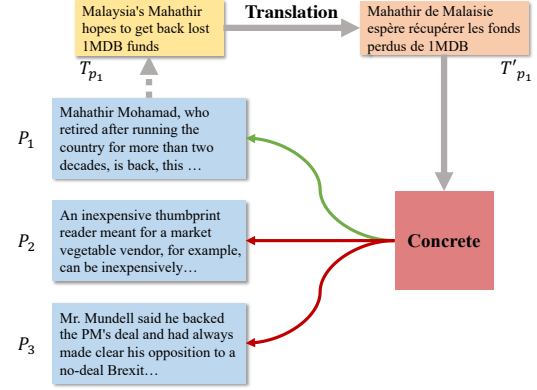 Malaysia's Mahathir
hopes to get back lost
1MDB funds
Translation
Mahathir de Malaisie
espère récupérer les fonds
perdus de 1MDB
T_{p_1}
T'_{p_1}
P_1
Mahathir Mohamad, who
retired after running the
country for more than two
decades, is back, this …
P_2
An inexpensive thumbprint
reader meant for a market
vegetable vendor, for example,
can be inexpensively…
Concrete
P_3
Mr. Mundell said he backed
the PM's deal and had always
made clear his opposition to a
no-deal Brexit…